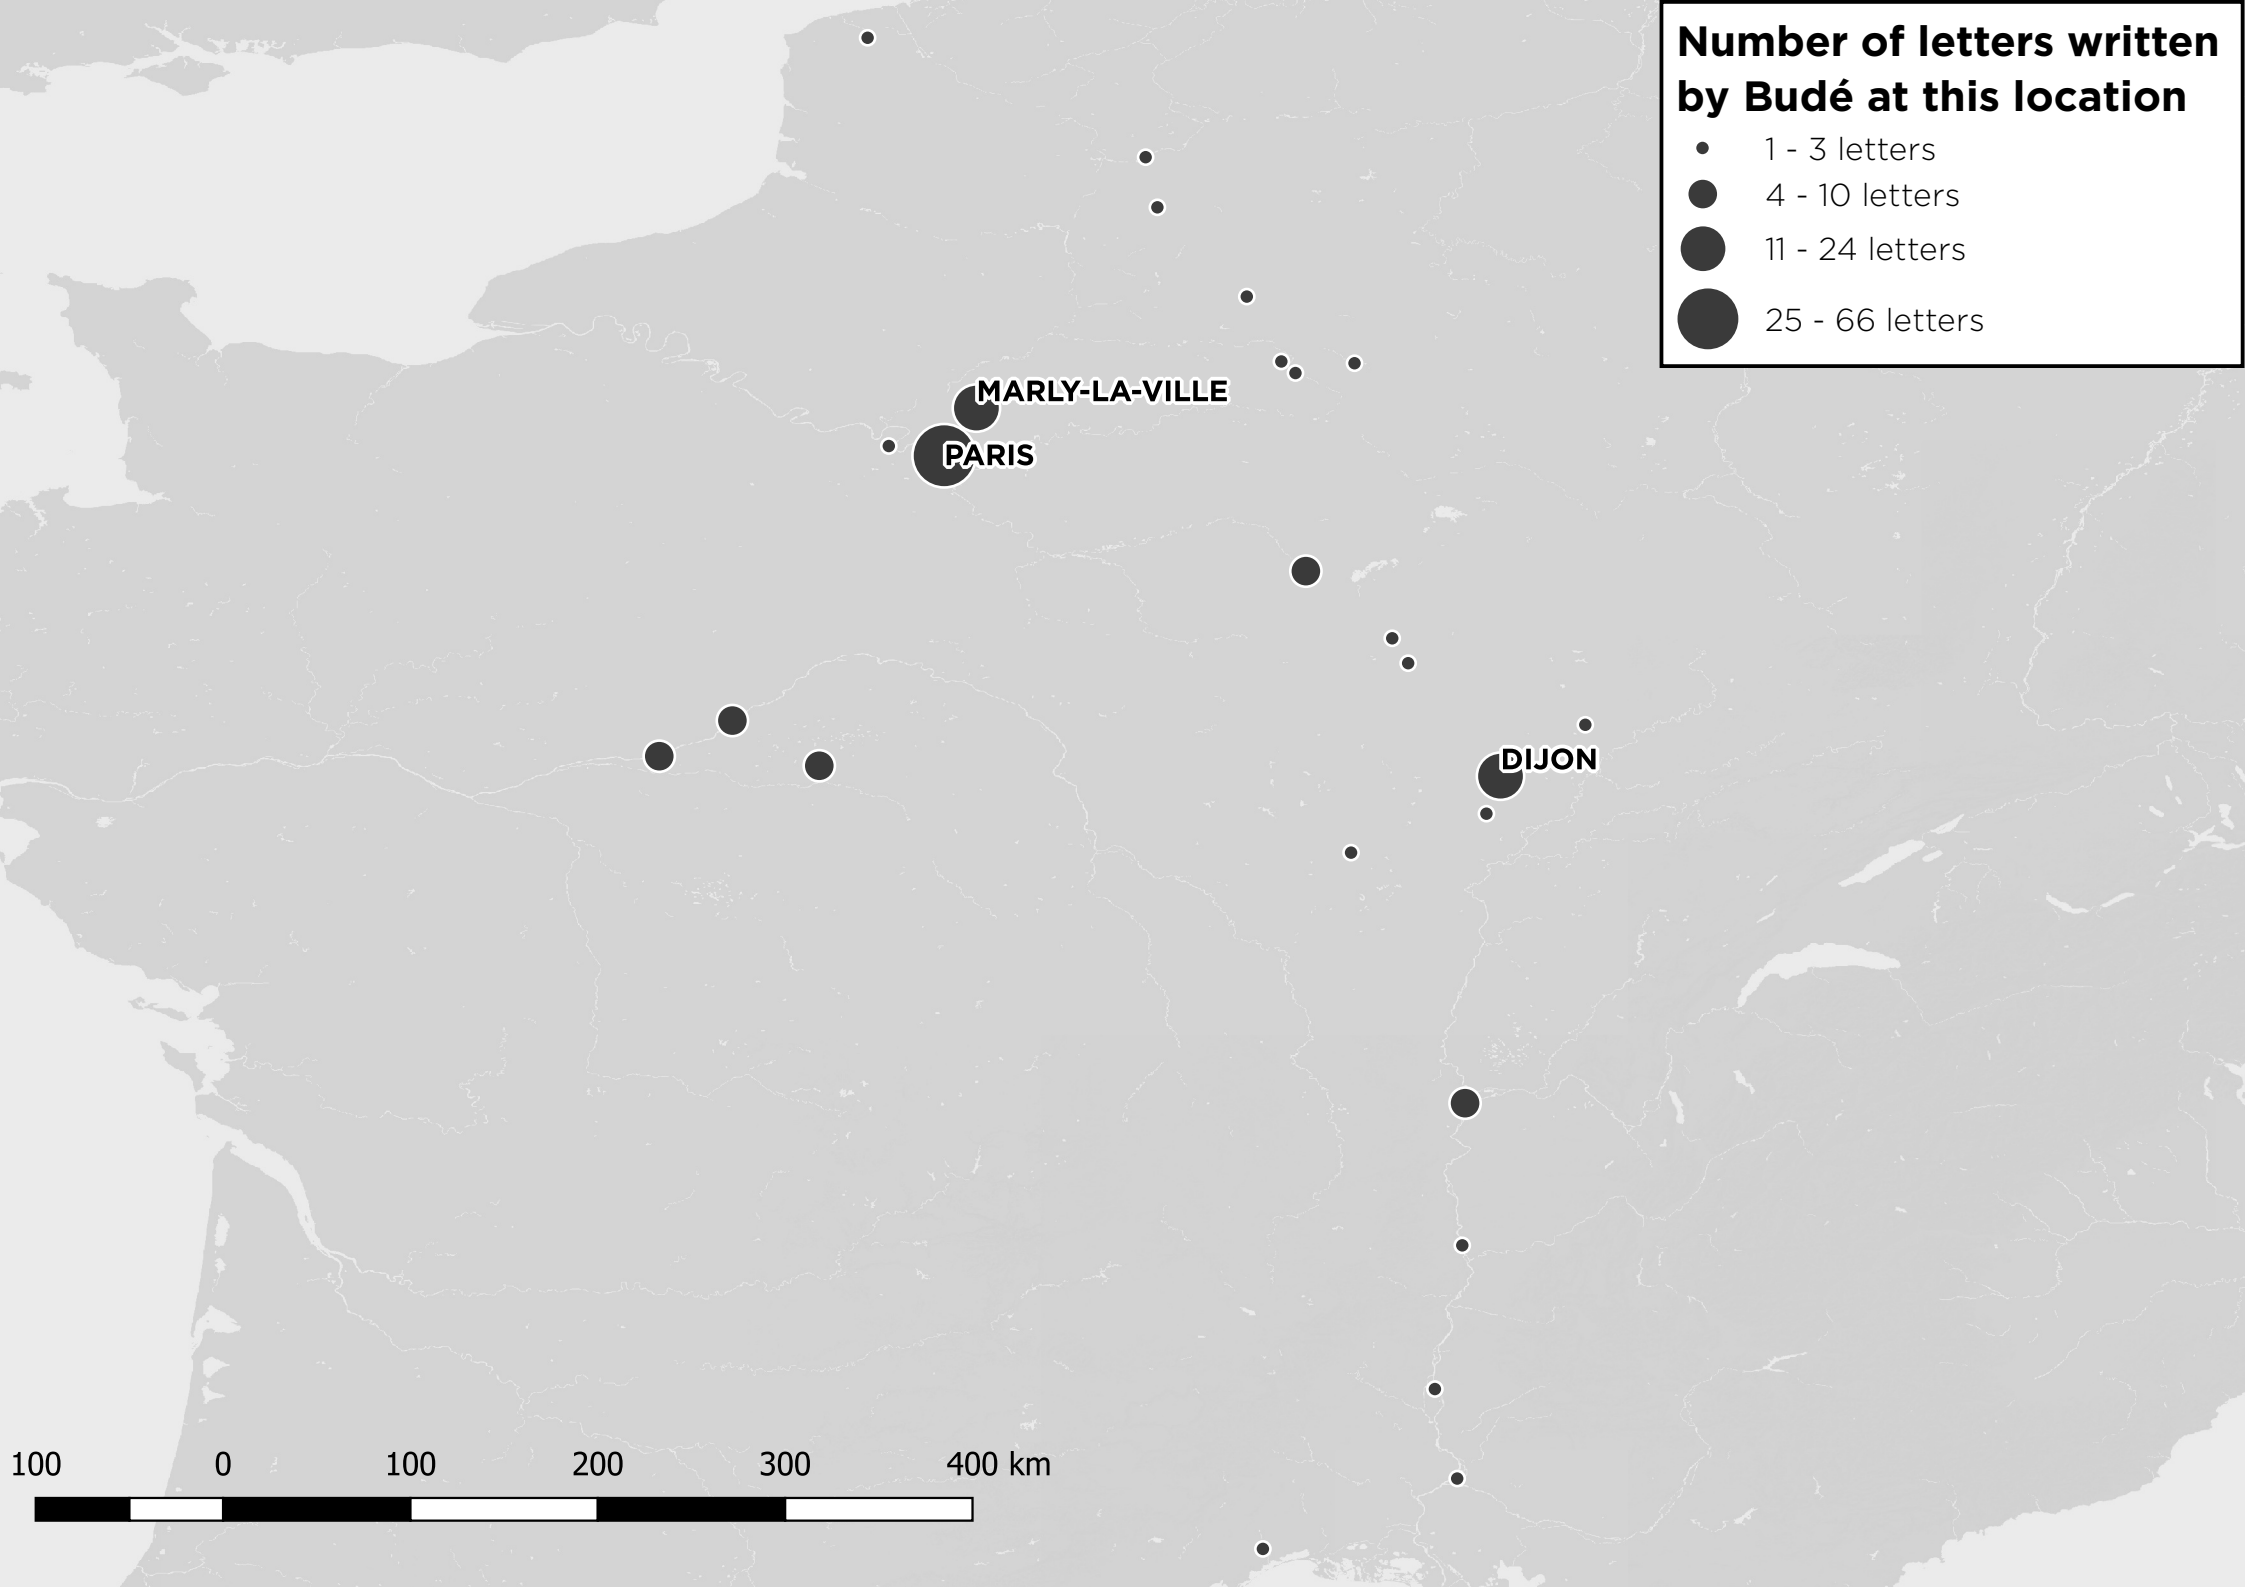 Number of letters written
by Budé at this location
1 - 3 letters
4 - 10 letters
11 - 24 letters
25 - 66 letters
MARLY-LA-VILLE
PARIS
DIJON
100 0 100 200 300 400 km